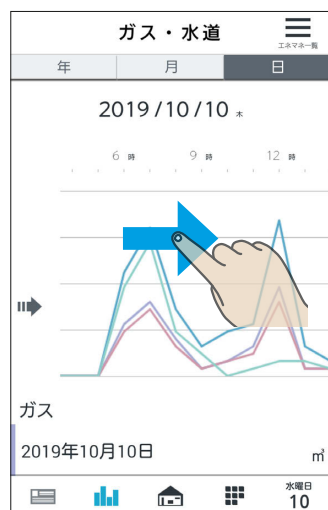 ガス・水道
エネマネ一覧
年 月 日
2019/10/10 木
6 時 9 時 12 時
ガス
2019年10月10日 ㎥
水曜日
10